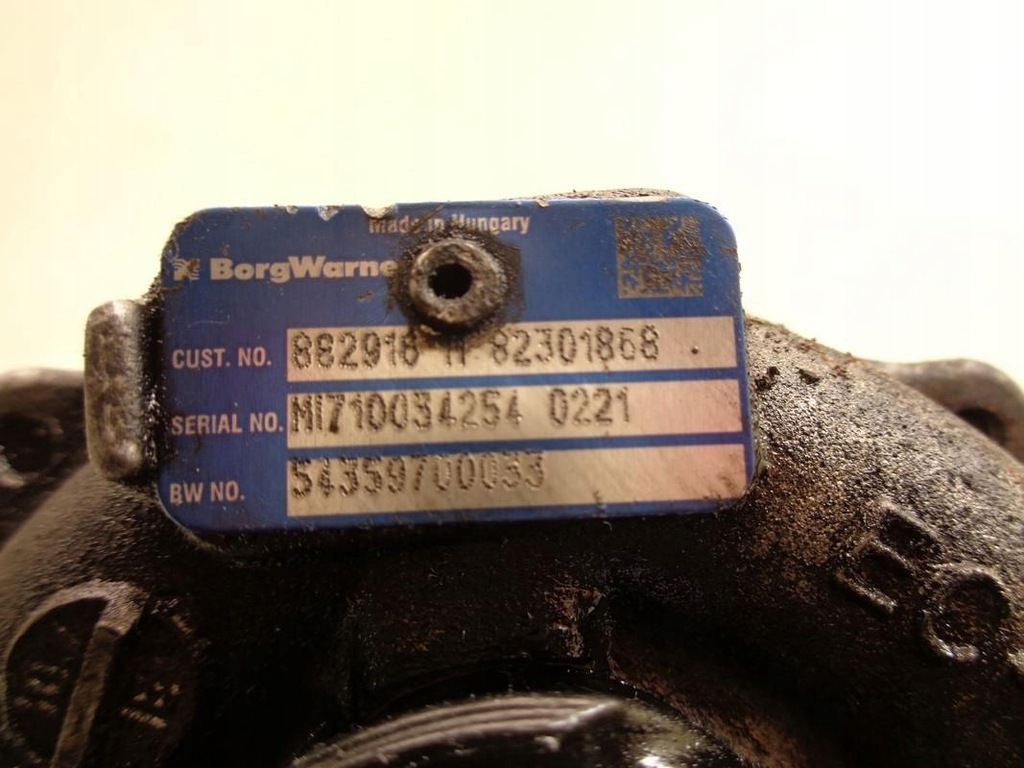 Made in Hungary
BorgWarne
CUST. NO. 882916 H 82301868
SERIAL NO. MI710034254 0221
BW NO. 54359700033